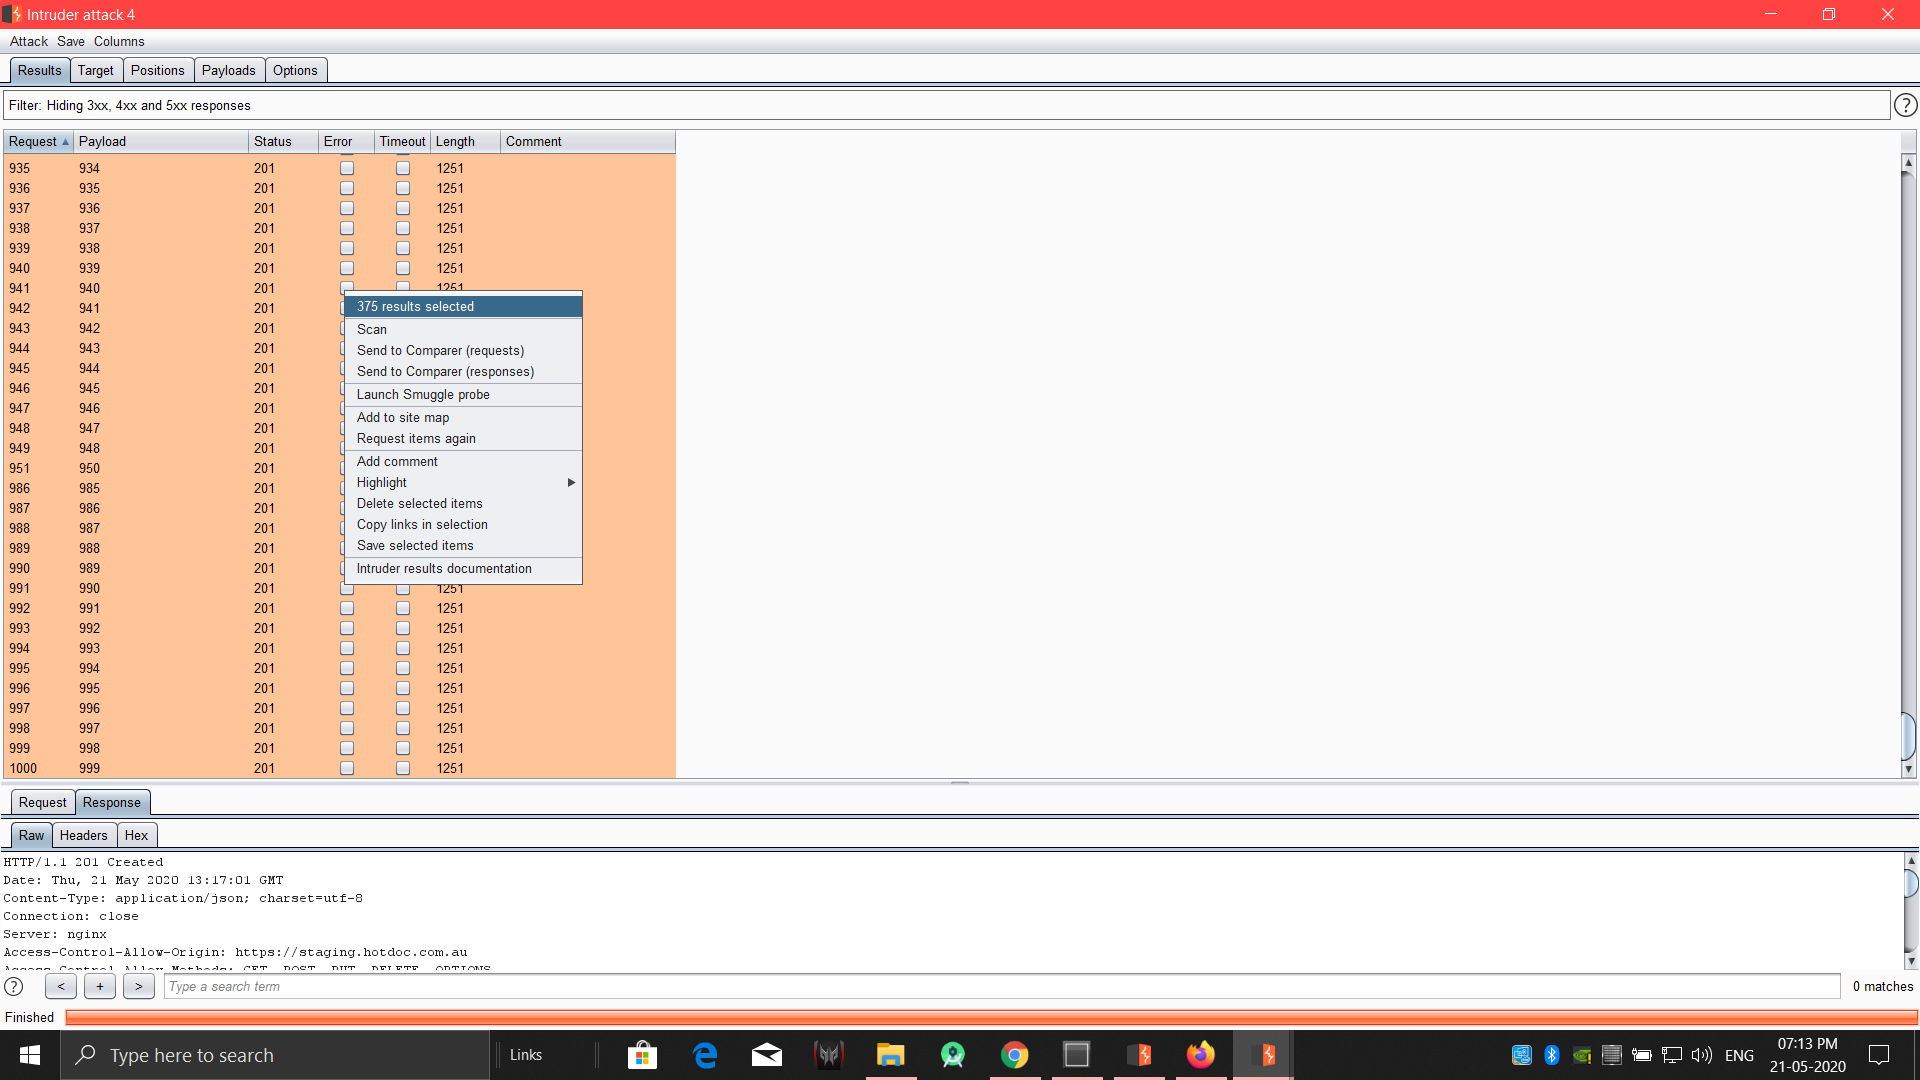 Intruder attack 4
Attack Save Columns
Results Target Positions Payloads Options
Filter: Hiding 3xx, 4xx and 5xx responses
?
Request Payload Status Error Timeout Length Comment
935 934 201 1251
936 935 201 1251
937 936 201 1251
938 937 201 1251
939 938 201 1251
940 939 201 1251
941 940 201 1251
942 941 201
943 942 201
944 943 201
945 944 201
946 945 201
947 946 201
948 947 201
949 948 201
951 950 201
986 985 201
987 986 201
988 987 201
989 988 201
990 989 201
991 990 201 1251
992 991 201 1251
993 992 201 1251
994 993 201 1251
995 994 201 1251
996 995 201 1251
997 996 201 1251
998 997 201 1251
999 998 201 1251
1000 999 201 1251
375 results selected
Scan
Send to Comparer (requests)
Send to Comparer (responses)
Launch Smuggle probe
Add to site map
Request items again
Add comment
Highlight
Delete selected items
Copy links in selection
Save selected items
Intruder results documentation
Request Response
Raw Headers Hex
HTTP/1.1 201 Created
Date: Thu, 21 May 2020 13:17:01 GMT
Content-Type: application/json; charset=utf-8
Connection: close
Server: nginx
Access-Control-Allow-Origin: https://staging.hotdoc.com.au
Access-Control-Allow-Methods: GET, POST, PUT, DELETE, OPTIONS
? < + > Type a search term 0 matches
Finished
Type here to search Links ENG 07:13 PM
21-05-2020